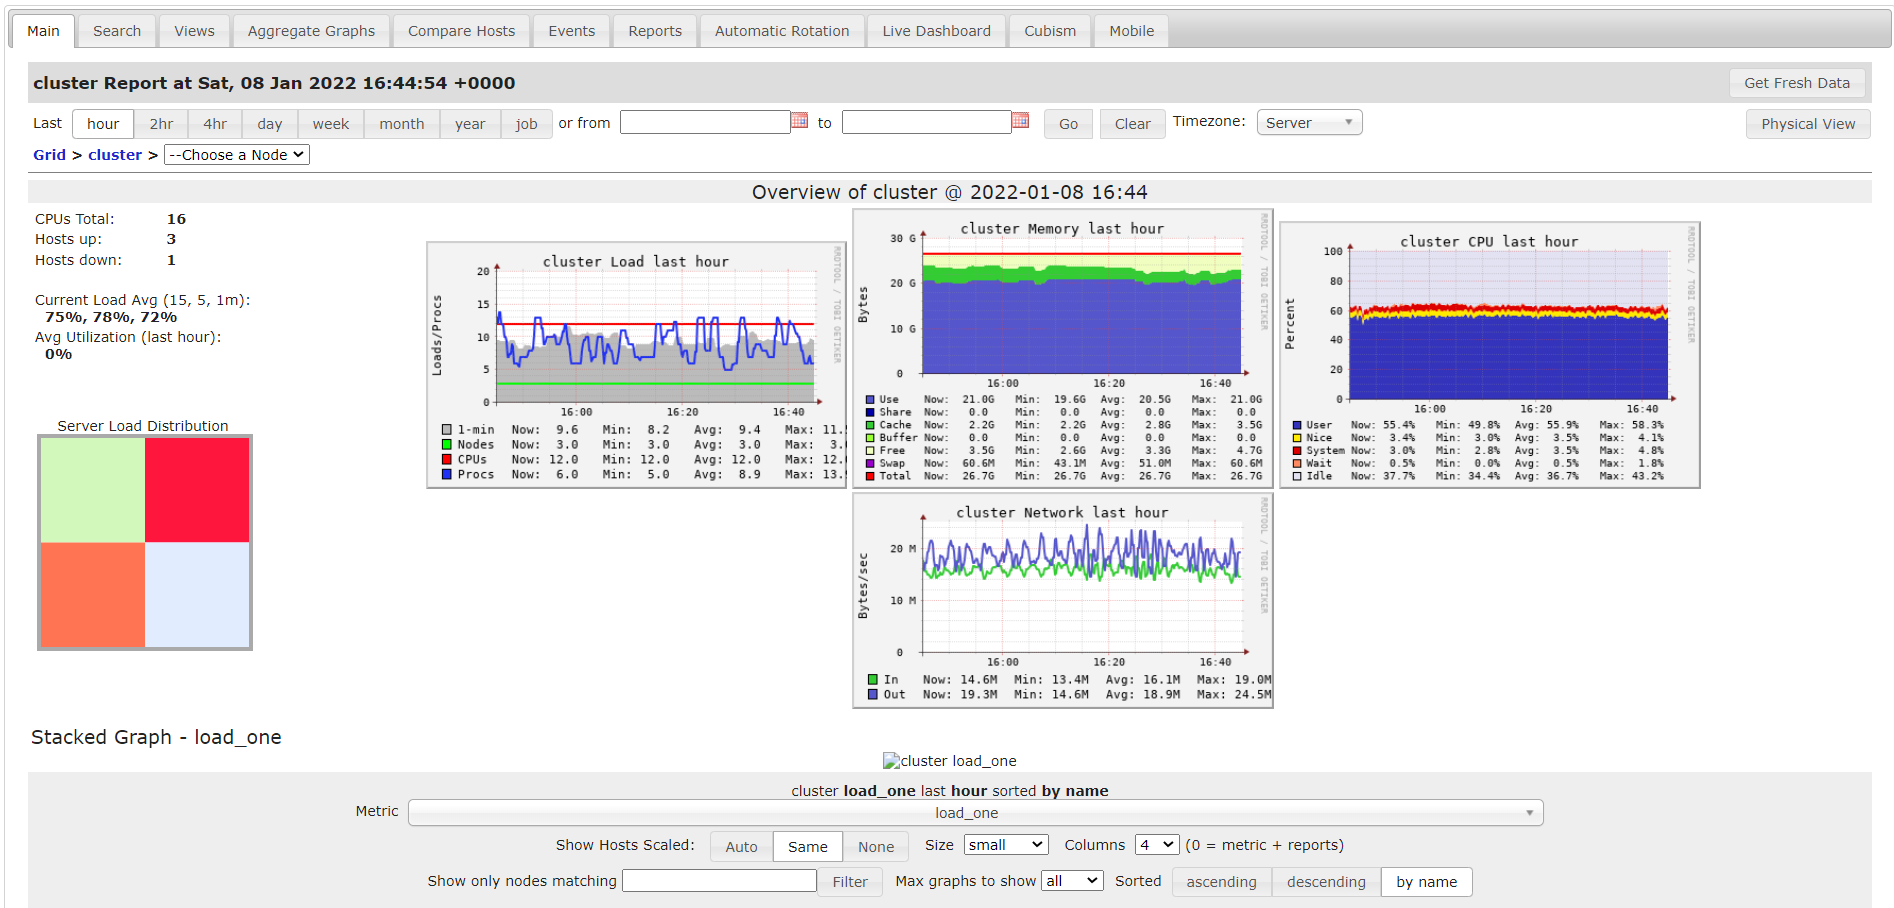 Main Search Views Aggregate Graphs Compare Hosts Events Reports Automatic Rotation Live Dashboard Cubism Mobile
cluster Report at Sat, 08 Jan 2022 16:44:54 +0000
Get Fresh Data
Last hour 2hr 4hr day week month year job or from to Go Clear Timezone: Server Physical View
Grid > cluster > --Choose a Node
Overview of cluster @ 2022-01-08 16:44
CPUs Total: 16
Hosts up: 3
Hosts down: 1
Current Load Avg (15, 5, 1m):
75%, 78%, 72%
Avg Utilization (last hour):
0%
Server Load Distribution
cluster Load last hour
RRDTOOL / TOBI OETIKER
Loads/Procs
20
15
10
5
0
16:00 16:20 16:40
1-min Now: 9.6 Min: 8.2 Avg: 9.4 Max: 11.
Nodes Now: 3.0 Min: 3.0 Avg: 3.0 Max: 3.
CPUs Now: 12.0 Min: 12.0 Avg: 12.0 Max: 12.
Procs Now: 6.0 Min: 5.0 Avg: 8.9 Max: 13.
cluster Memory last hour
RRDTOOL / TOBI OETIKER
Bytes
30 G
20 G
10 G
0
16:00 16:20 16:40
Use Now: 21.0G Min: 19.6G Avg: 20.5G Max: 21.0G
Share Now: 0.0 Min: 0.0 Avg: 0.0 Max: 0.0
Cache Now: 2.2G Min: 2.2G Avg: 2.8G Max: 3.5G
Buffer Now: 0.0 Min: 0.0 Avg: 0.0 Max: 0.0
Free Now: 3.5G Min: 2.6G Avg: 3.3G Max: 4.7G
Swap Now: 60.6M Min: 43.1M Avg: 51.0M Max: 60.6M
Total Now: 26.7G Min: 26.7G Avg: 26.7G Max: 26.7G
cluster CPU last hour
RRDTOOL / TOBI OETIKER
Percent
100
80
60
40
20
0
16:00 16:20 16:40
User Now: 55.4% Min: 49.8% Avg: 55.9% Max: 58.3%
Nice Now: 3.4% Min: 3.0% Avg: 3.5% Max: 4.1%
System Now: 3.0% Min: 2.8% Avg: 3.5% Max: 4.8%
Wait Now: 0.5% Min: 0.0% Avg: 0.5% Max: 1.8%
Idle Now: 37.7% Min: 34.4% Avg: 36.7% Max: 43.2%
cluster Network last hour
RRDTOOL / TOBI OETIKER
Bytes/sec
20 M
10 M
0
16:00 16:20 16:40
In Now: 14.6M Min: 13.4M Avg: 16.1M Max: 19.0M
Out Now: 19.3M Min: 14.6M Avg: 18.9M Max: 24.5M
Stacked Graph - load_one
cluster load_one
cluster load_one last hour sorted by name
Metric load_one
Show Hosts Scaled: Auto Same None Size small Columns 4 (0 = metric + reports)
Show only nodes matching Filter Max graphs to show all Sorted ascending descending by name